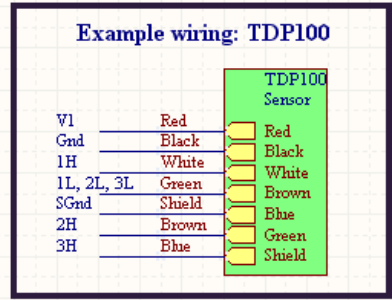 Example wiring: TDP100
TDP100
Sensor
V1 Red Red
Gnd Black Black
1H White White
1L, 2L, 3L Green Brown
SGnd Shield Blue
2H Brown Green
3H Blue Shield